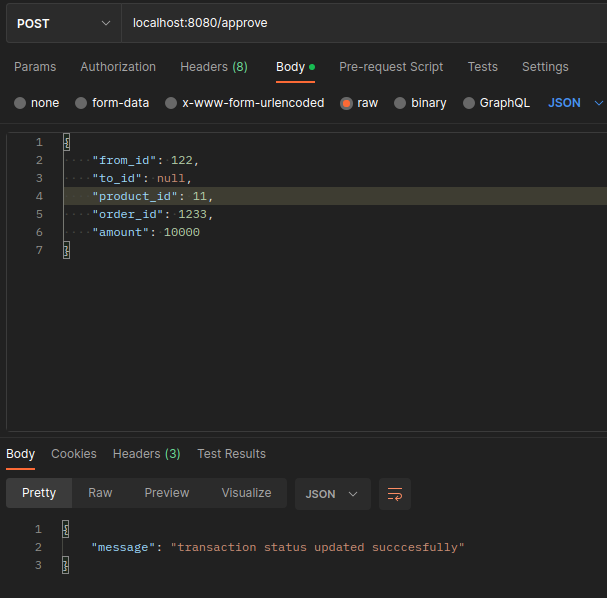 POST localhost:8080/approve
Params Authorization Headers (8) Body Pre-request Script Tests Settings
none form-data x-www-form-urlencoded raw binary GraphQL JSON
1 {
2 "from_id": 122,
3 "to_id": null,
4 "product_id": 11,
5 "order_id": 1233,
6 "amount": 10000
7 }
Body Cookies Headers (3) Test Results
Pretty Raw Preview Visualize JSON
1 {
2 "message": "transaction status updated succcesfully"
3 }